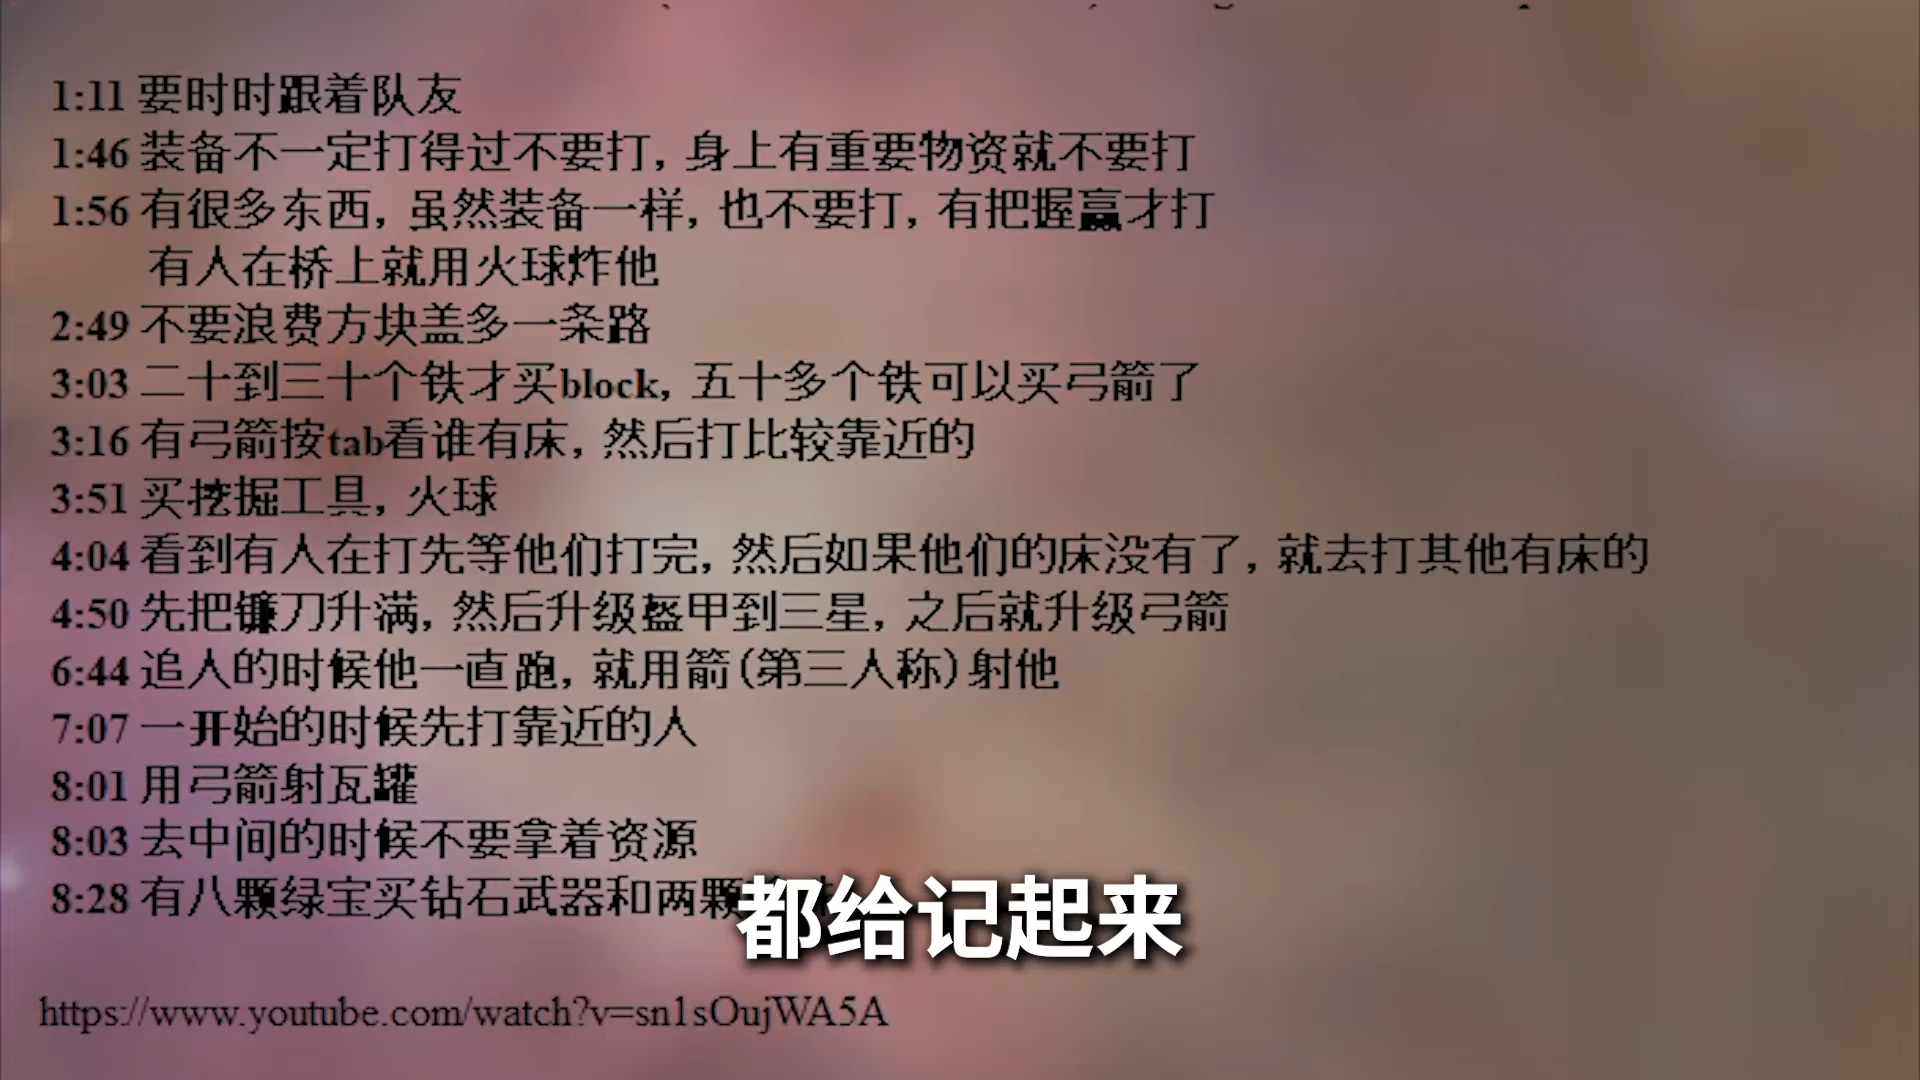 1:11 要时时跟着队友
1:46 装备不一定打得过不要打, 身上有重要物资就不要打
1:56 有很多东西, 虽然装备一样, 也不要打, 有把握赢才打
有人在桥上就用火球炸他
2:49 不要浪费方块盖多一条路
3:03 二十到三十个铁才买block, 五十多个铁可以买弓箭了
3:16 有弓箭按tab看谁有床, 然后打比较靠近的
3:51 买挖掘工具, 火球
4:04 看到有人在打先等他们打完, 然后如果他们的床没有了, 就去打其他有床的
4:50 先把镰刀升满, 然后升级盔甲到三星, 之后就升级弓箭
6:44 追人的时候他一直跑, 就用箭(第三人称)射他
7:07 一开始的时候先打靠近的人
8:01 用弓箭射瓦罐
8:03 去中间的时候不要拿着资源
8:28 有八颗绿宝买钻石武器和两颗
都给记起来
https://www.youtube.com/watch?v=sn1sOujWA5A